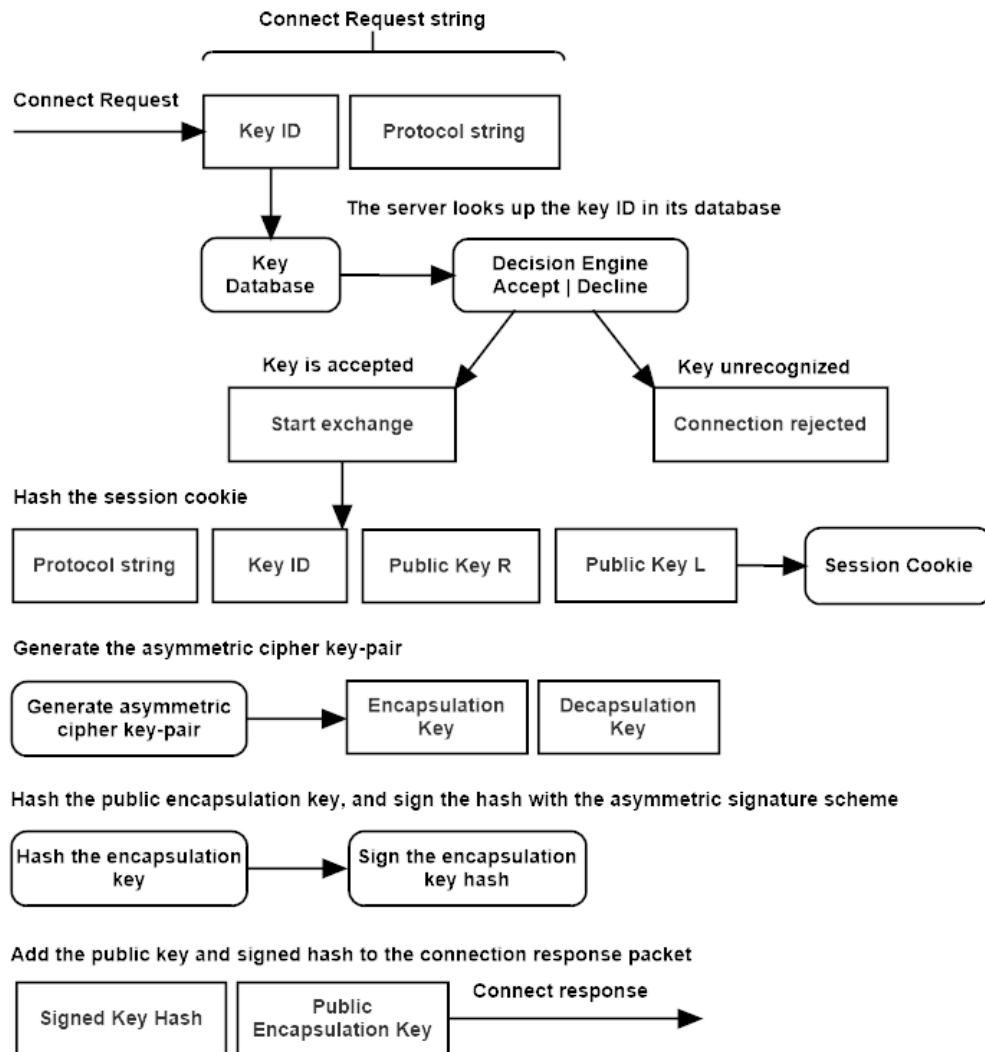 Connect Request string
Connect Request
Key ID
Protocol string
The server looks up the key ID in its database
Key
Database
Decision Engine
Accept | Decline
Key is accepted
Key unrecognized
Start exchange
Connection rejected
Hash the session cookie
Protocol string
Key ID
Public Key R
Public Key L
Session Cookie
Generate the asymmetric cipher key-pair
Generate asymmetric
cipher key-pair
Encapsulation
Key
Decapsulation
Key
Hash the public encapsulation key, and sign the hash with the asymmetric signature scheme
Hash the encapsulation
key
Sign the encapsulation
key hash
Add the public key and signed hash to the connection response packet
Signed Key Hash
Public
Encapsulation Key
Connect response